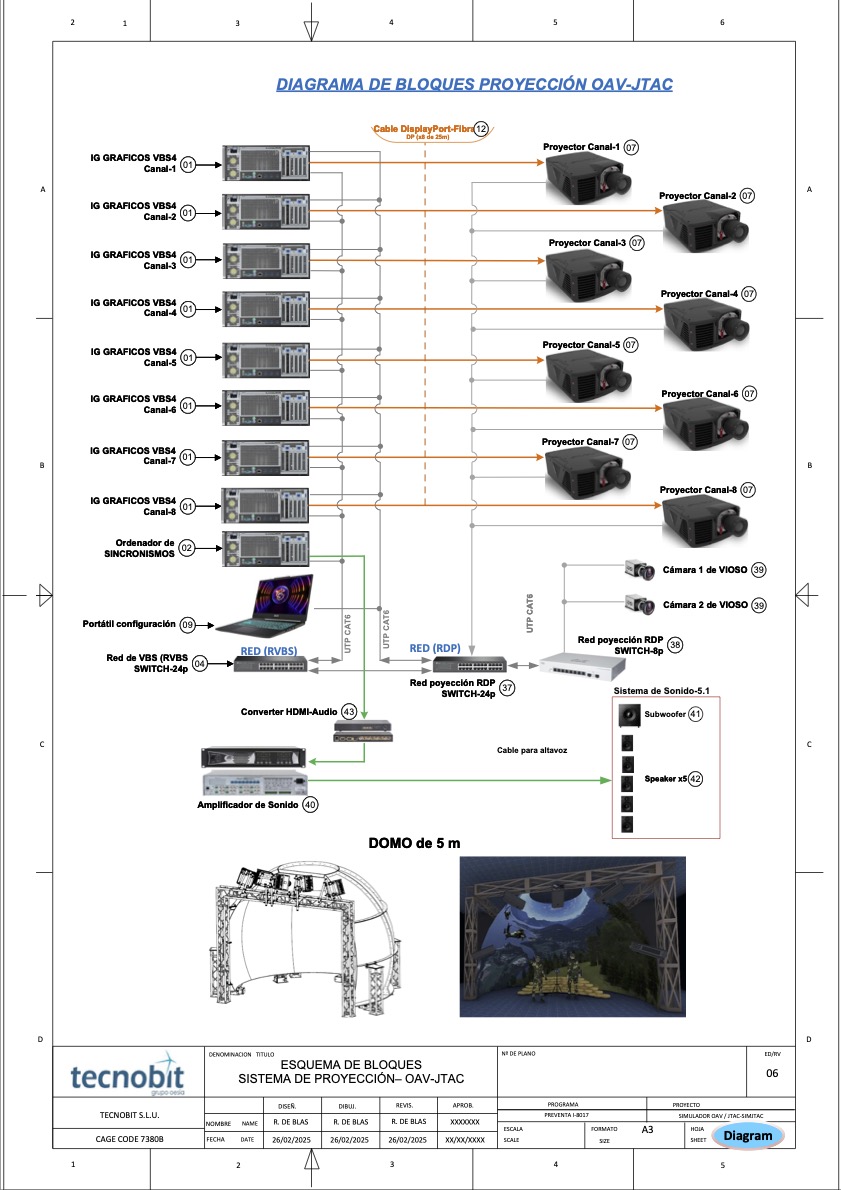 2 1 3 4 5 6
DIAGRAMA DE BLOQUES PROYECCIÓN OAV-JTAC
Cable DisplayPort-Fibra 12
DP (x8 de 25m)
IG GRAFICOS VBS4
Canal-1 01
Proyector Canal-1 07
A
A
IG GRAFICOS VBS4
Canal-2 01
Proyector Canal-2 07
IG GRAFICOS VBS4
Canal-3 01
Proyector Canal-3 07
IG GRAFICOS VBS4
Canal-4 01
Proyector Canal-4 07
IG GRAFICOS VBS4
Canal-5 01
Proyector Canal-5 07
IG GRAFICOS VBS4
Canal-6 01
Proyector Canal-6 07
B
B
IG GRAFICOS VBS4
Canal-7 01
Proyector Canal-7 07
IG GRAFICOS VBS4
Canal-8 01
Proyector Canal-8 07
Ordenador de
SINCRONISMOS 02
Cámara 1 de VIOSO 39
Cámara 2 de VIOSO 39
Portátil configuración 09
UTP CAT6
UTP CAT6
UTP CAT6
RED (RVBS)
RED (RDP)
Red poyección RDP
SWITCH-8p 38
Red de VBS (RVBS
SWITCH-24p 04
Red poyección RDP
SWITCH-24p 37
Sistema de Sonido-5.1
Converter HDMI-Audio 43
Subwoofer 41
C
C
Cable para altavoz
Speaker x5 42
Amplificador de Sonido 40
DOMO de 5 m
D
D
tecnobit
grupo oesía
DENOMINACION TITULO
ESQUEMA DE BLOQUES
SISTEMA DE PROYECCIÓN– OAV-JTAC
Nº DE PLANO
ED/RV
06
TECNOBIT S.L.U.
CAGE CODE 7380B
DISEÑ. DIBUJ. REVIS. APROB.
NOMBRE NAME R. DE BLAS R. DE BLAS R. DE BLAS XXXXXXX
FECHA DATE 26/02/2025 26/02/2025 26/02/2025 XX/XX/XXXX
PROGRAMA
PREVENTA I-8017
PROYECTO
SIMULADOR OAV / JTAC-SIMJTAC
ESCALA
SCALE
FORMATO
SIZE
A3
HOJA
SHEET
Diagram
1 2 3 4 5